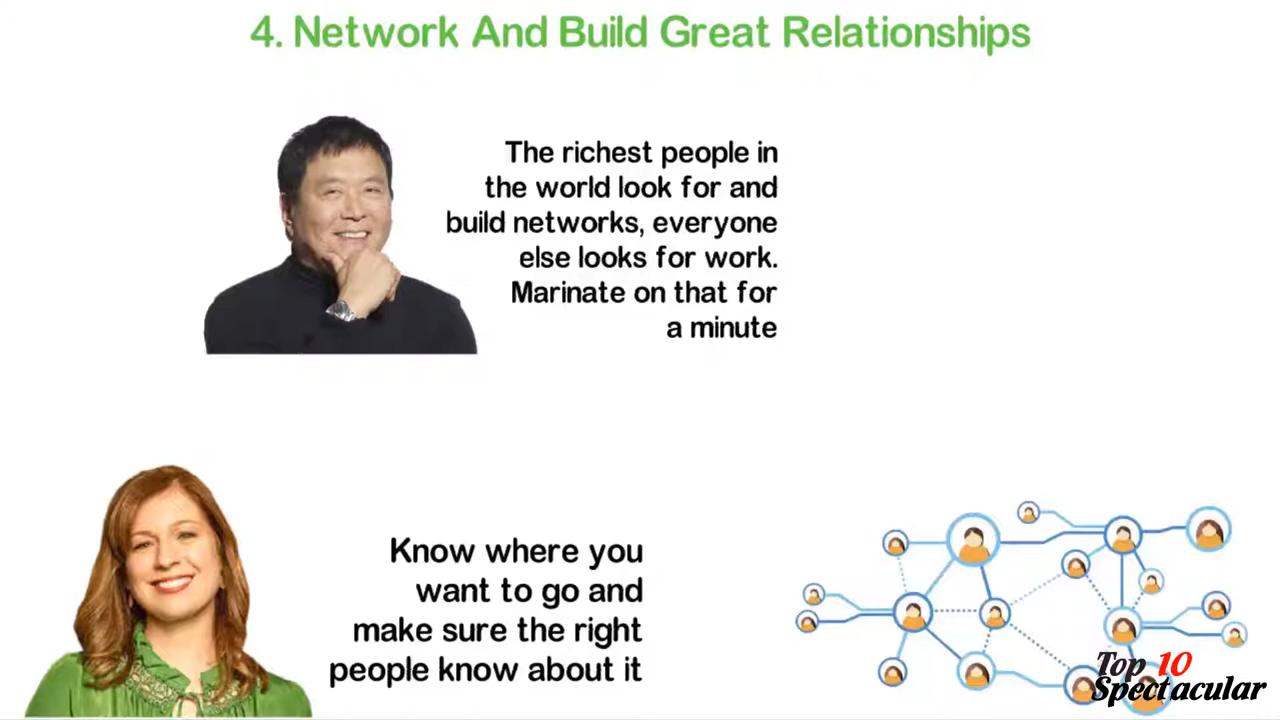 4. Network And Build Great Relationships
The richest people in
the world look for and
build networks, everyone
else looks for work.
Marinate on that for
a minute
Know where you
want to go and
make sure the right
people know about it
Top 10
Spectacular